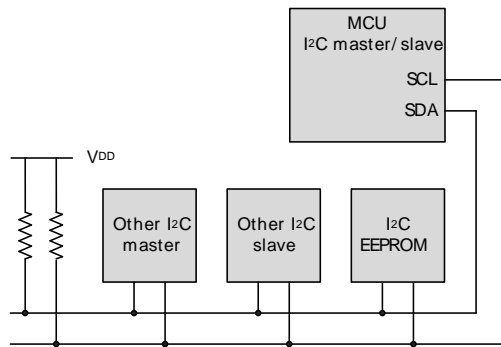 MCU
I²C master/ slave
SCL
SDA
VDD
Other I²C
master
Other I²C
slave
I²C
EEPROM